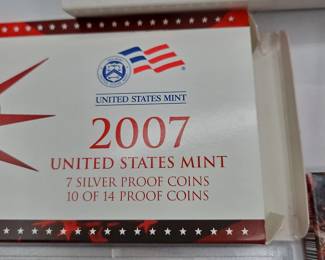 UNITED STATES MINT
2007
UNITED STATES MINT
7 SILVER PROOF COINS
10 OF 14 PROOF COINS